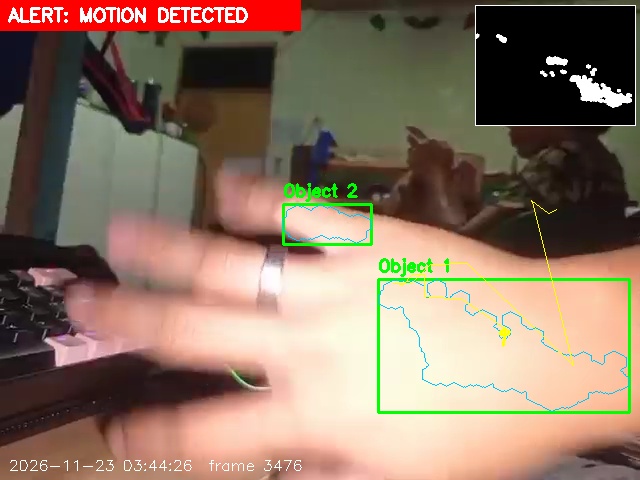 ALERT: MOTION DETECTED
Object 2
Object 1
2026-11-23 03:44:26 frame 3476